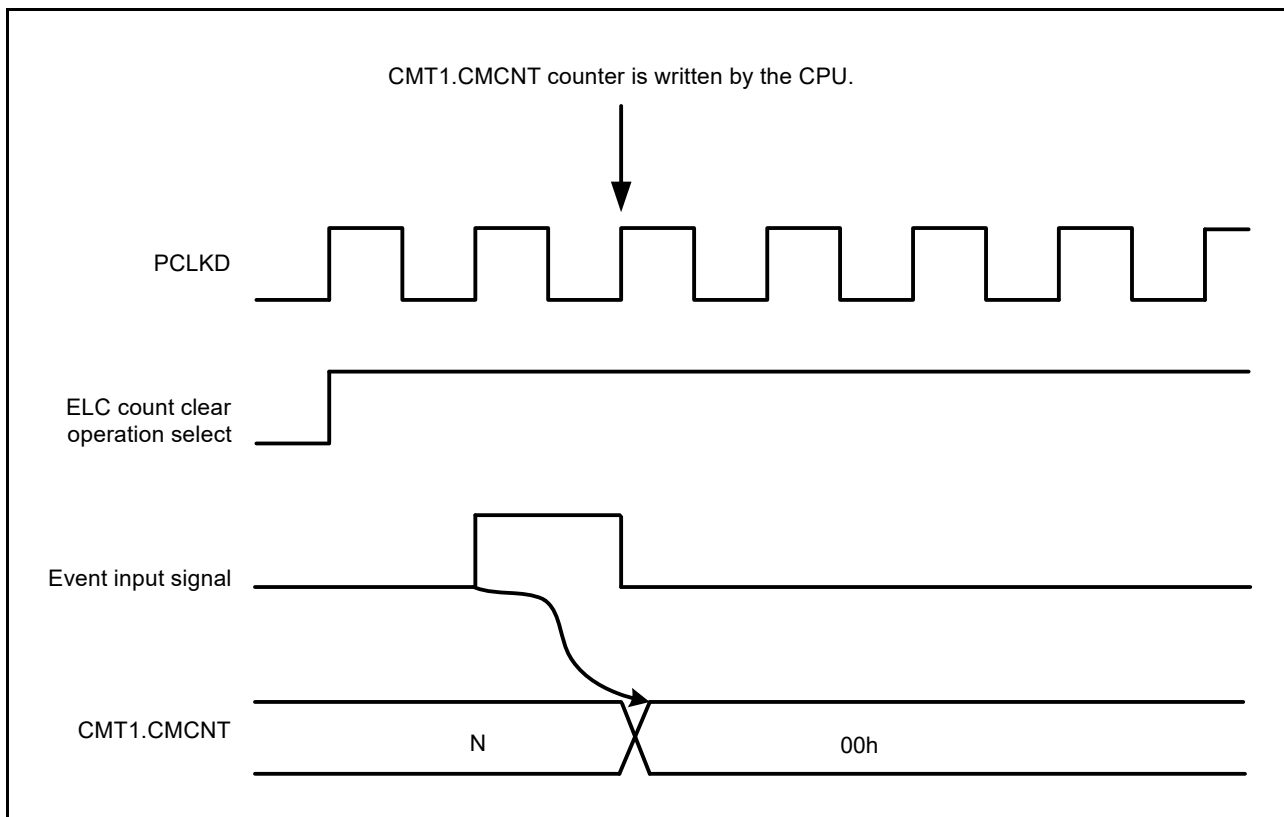 CMT1.CMCNT counter is written by the CPU.
PCLKD
ELC count clear
operation select
Event input signal
CMT1.CMCNT
N
00h